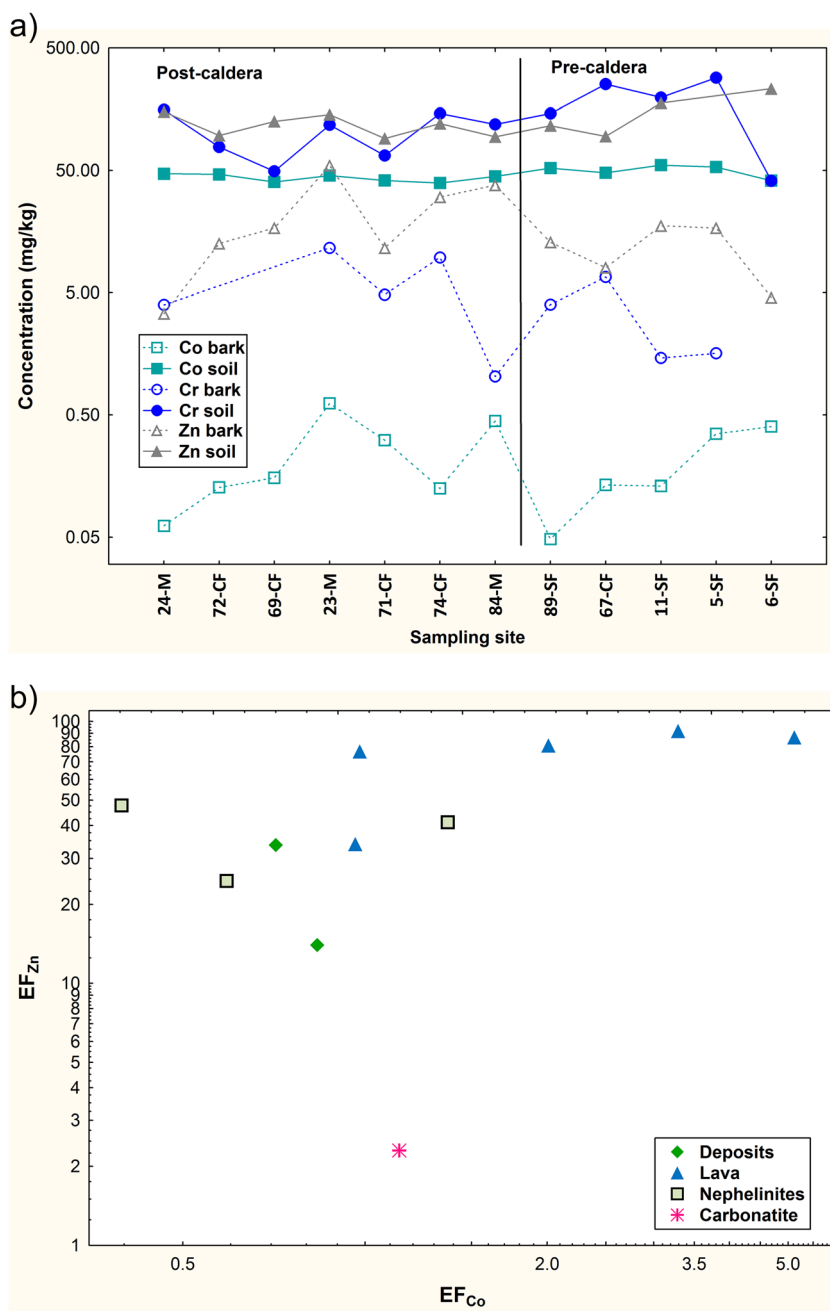 a)
500.00
50.00
5.00
0.50
0.05
Concentration (mg/kg)
Post-caldera
Pre-caldera
Co bark
Co soil
Cr bark
Cr soil
Zn bark
Zn soil
24-M
72-CF
69-CF
23-M
71-CF
74-CF
84-M
89-SF
67-CF
11-SF
5-SF
6-SF
Sampling site
b)
100
90
80
70
60
50
40
30
20
10
9
8
7
6
5
4
3
2
1
EFZn
Deposits
Lava
Nephelinites
Carbonatite
0.5
2.0
3.5
5.0
EFCo